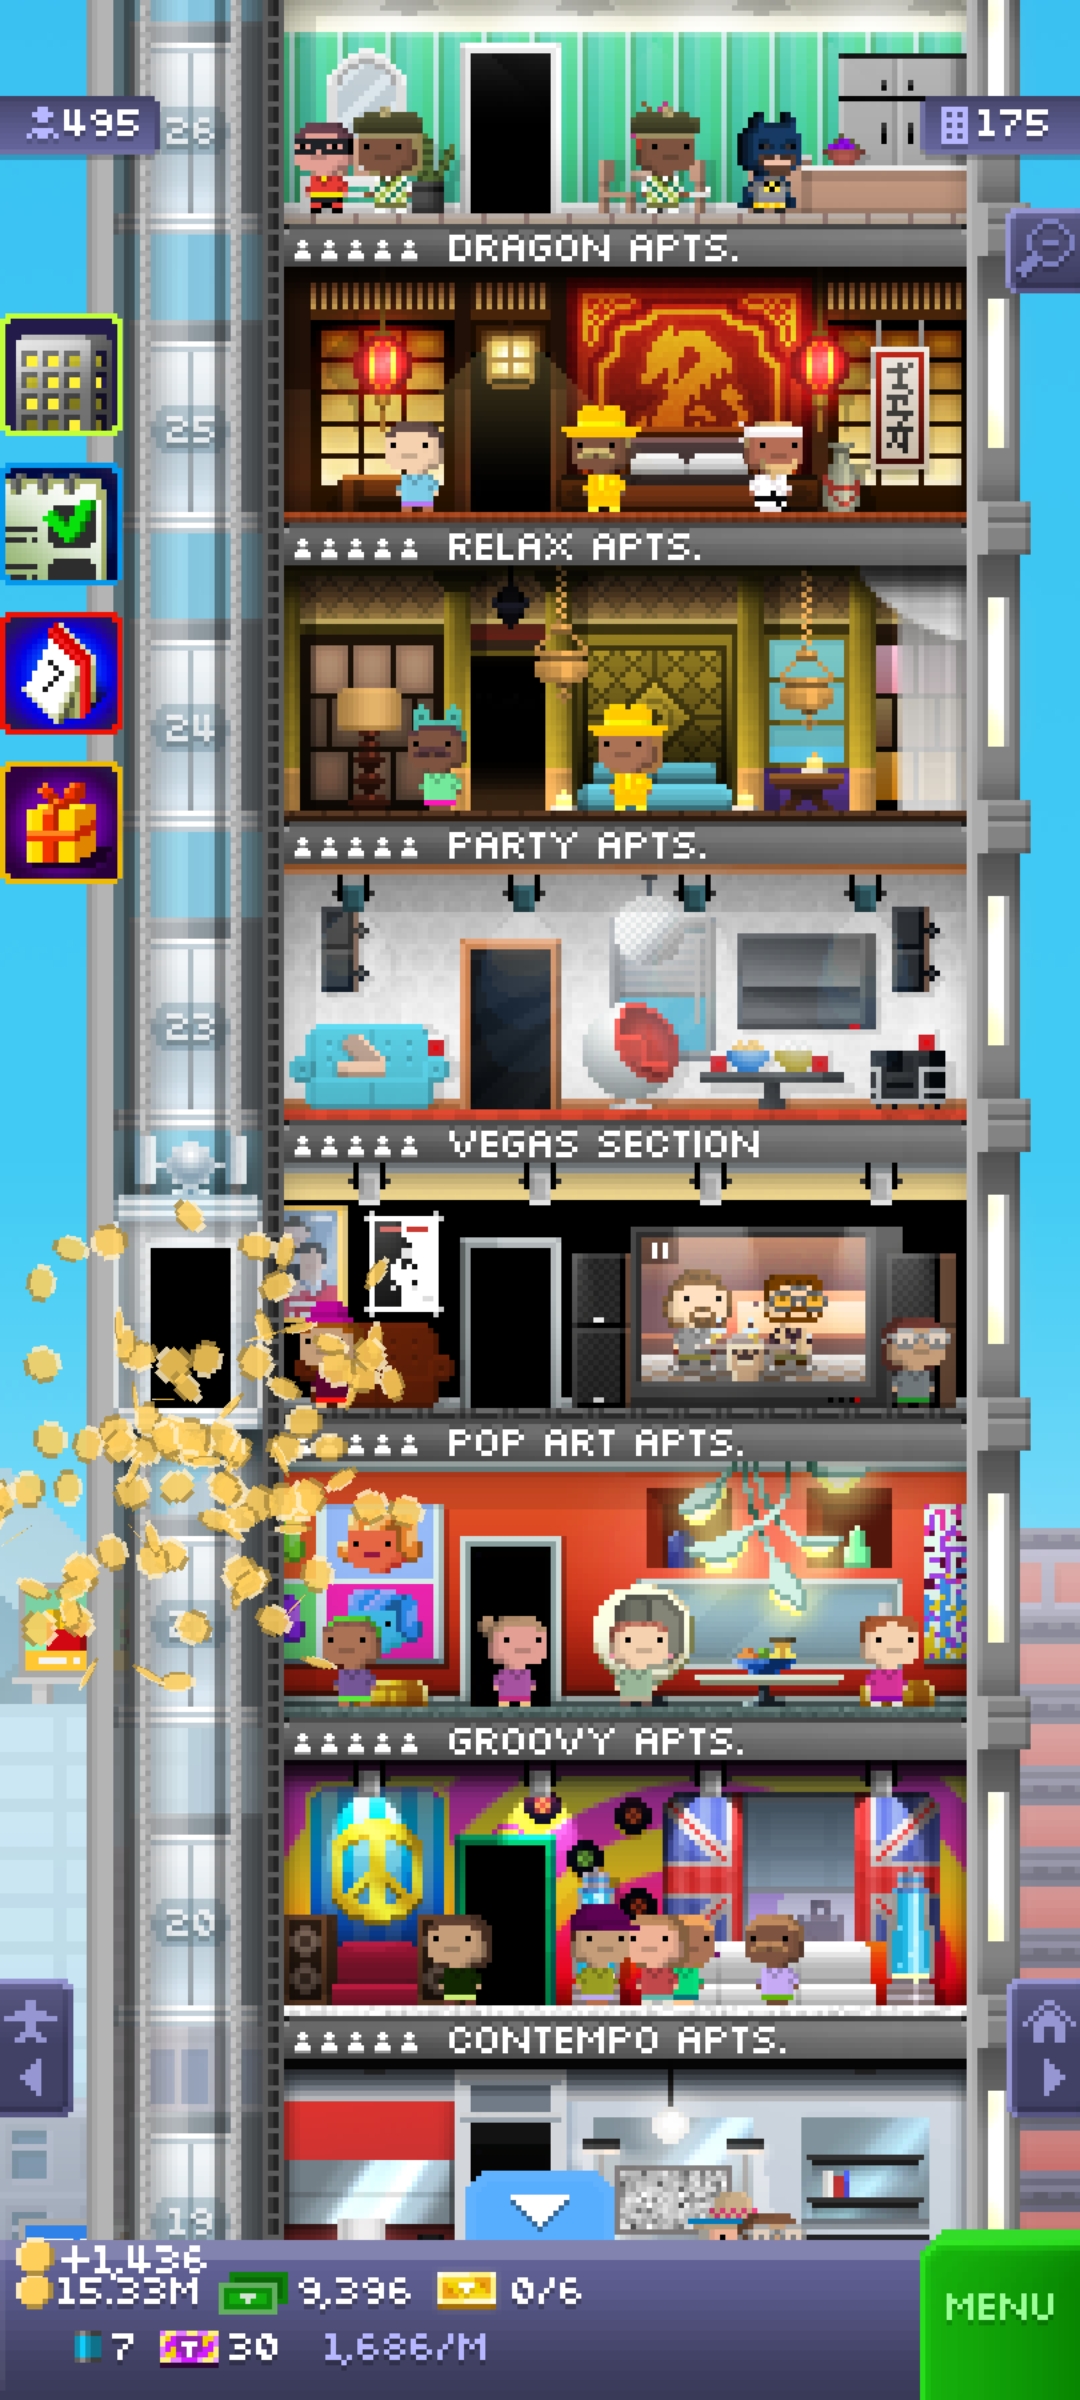 495
26
175
DRAGON APTS.
25
RELAX APTS.
24
PARTY APTS.
23
VEGAS SECTION
POP ART APTS.
GROOVY APTS.
20
CONTEMPO APTS.
19
+1,436
15.33M
9,396
0/6
MENU
7
T
30
1,686/M